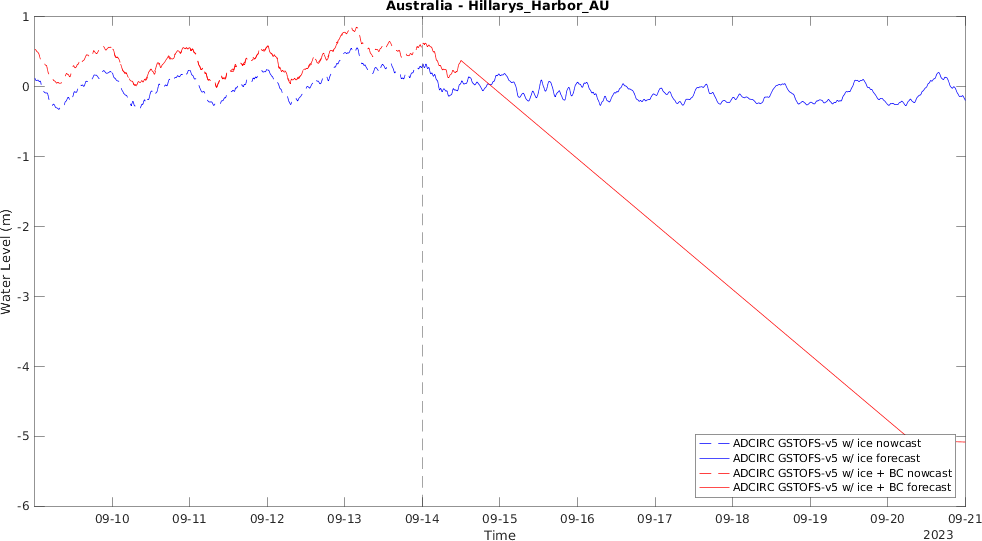 Australia - Hillarys_Harbor_AU
Water Level (m)
1
0
-1
-2
-3
-4
-5
-6
ADCIRC GSTOFS-v5 w/ ice nowcast
ADCIRC GSTOFS-v5 w/ ice forecast
ADCIRC GSTOFS-v5 w/ ice + BC nowcast
ADCIRC GSTOFS-v5 w/ ice + BC forecast
09-10 09-11 09-12 09-13 09-14 09-15 09-16 09-17 09-18 09-19 09-20 09-21
Time
2023